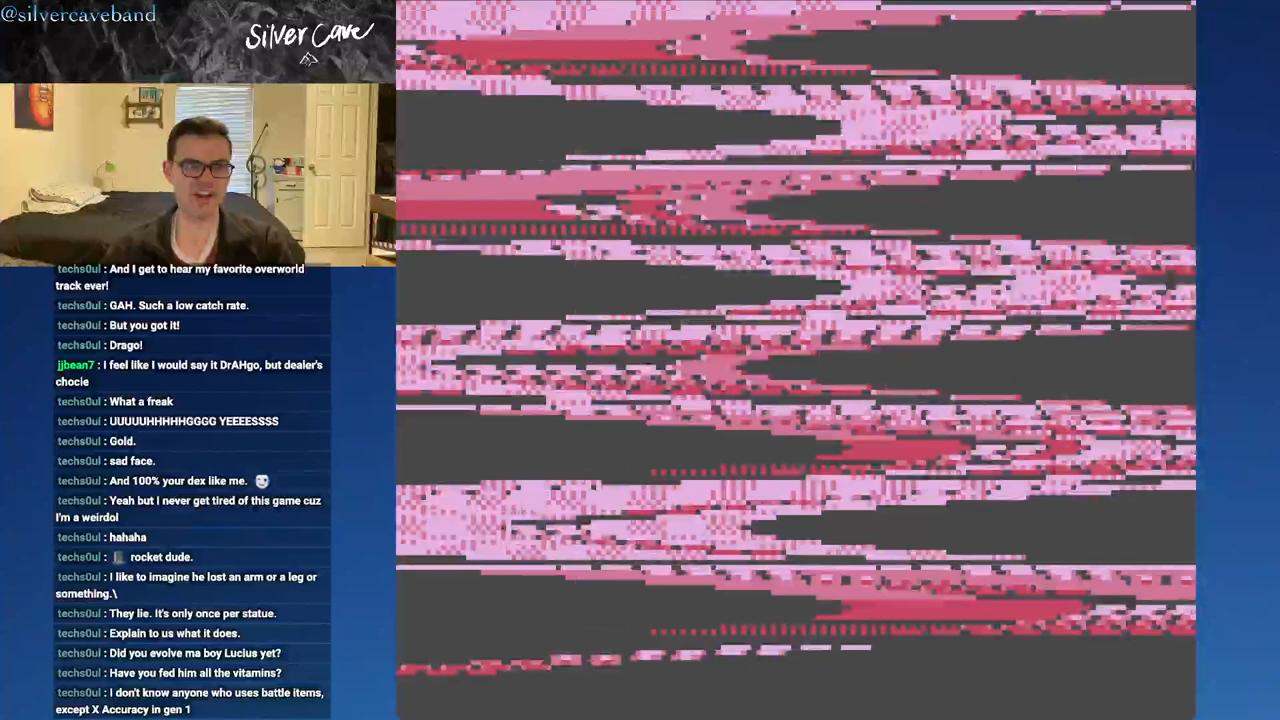 @silvercaveband
Silver Cave
techs0ul : And I get to hear my favorite overworld
track ever!
techs0ul : GAH. Such a low catch rate.
techs0ul : But you got it!
techs0ul : Drago!
jjbean7 : I feel like I would say it DrAHgo, but dealer's
chocie
techs0ul : What a freak
techs0ul : UUUUUHHHHHGGGG YEEEESSSS
techs0ul : Gold.
techs0ul : sad face.
techs0ul : And 100% your dex like me.
techs0ul : Yeah but I never get tired of this game cuz
I'm a weirdol
techs0ul : hahaha
techs0ul : rocket dude.
techs0ul : I like to imagine he lost an arm or a leg or
something.\
techs0ul : They lie. It's only once per statue.
techs0ul : Explain to us what it does.
techs0ul : Did you evolve ma boy Lucius yet?
techs0ul : Have you fed him all the vitamins?
techs0ul : I don't know anyone who uses battle items,
except X Accuracy in gen 1